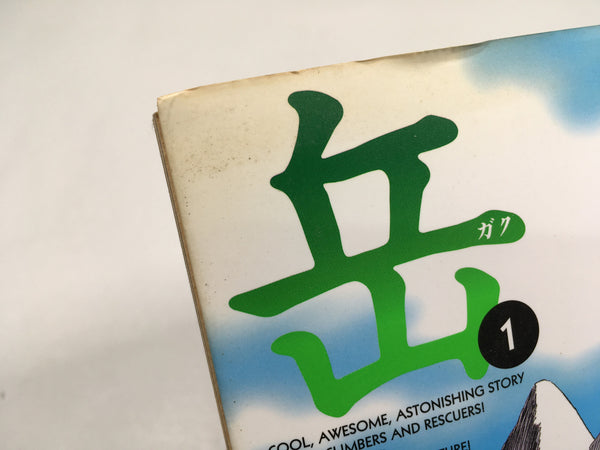 岳
ガク
1
COOL, AWESOME, ASTONISHING STORY
CLIMBERS AND RESCUERS!